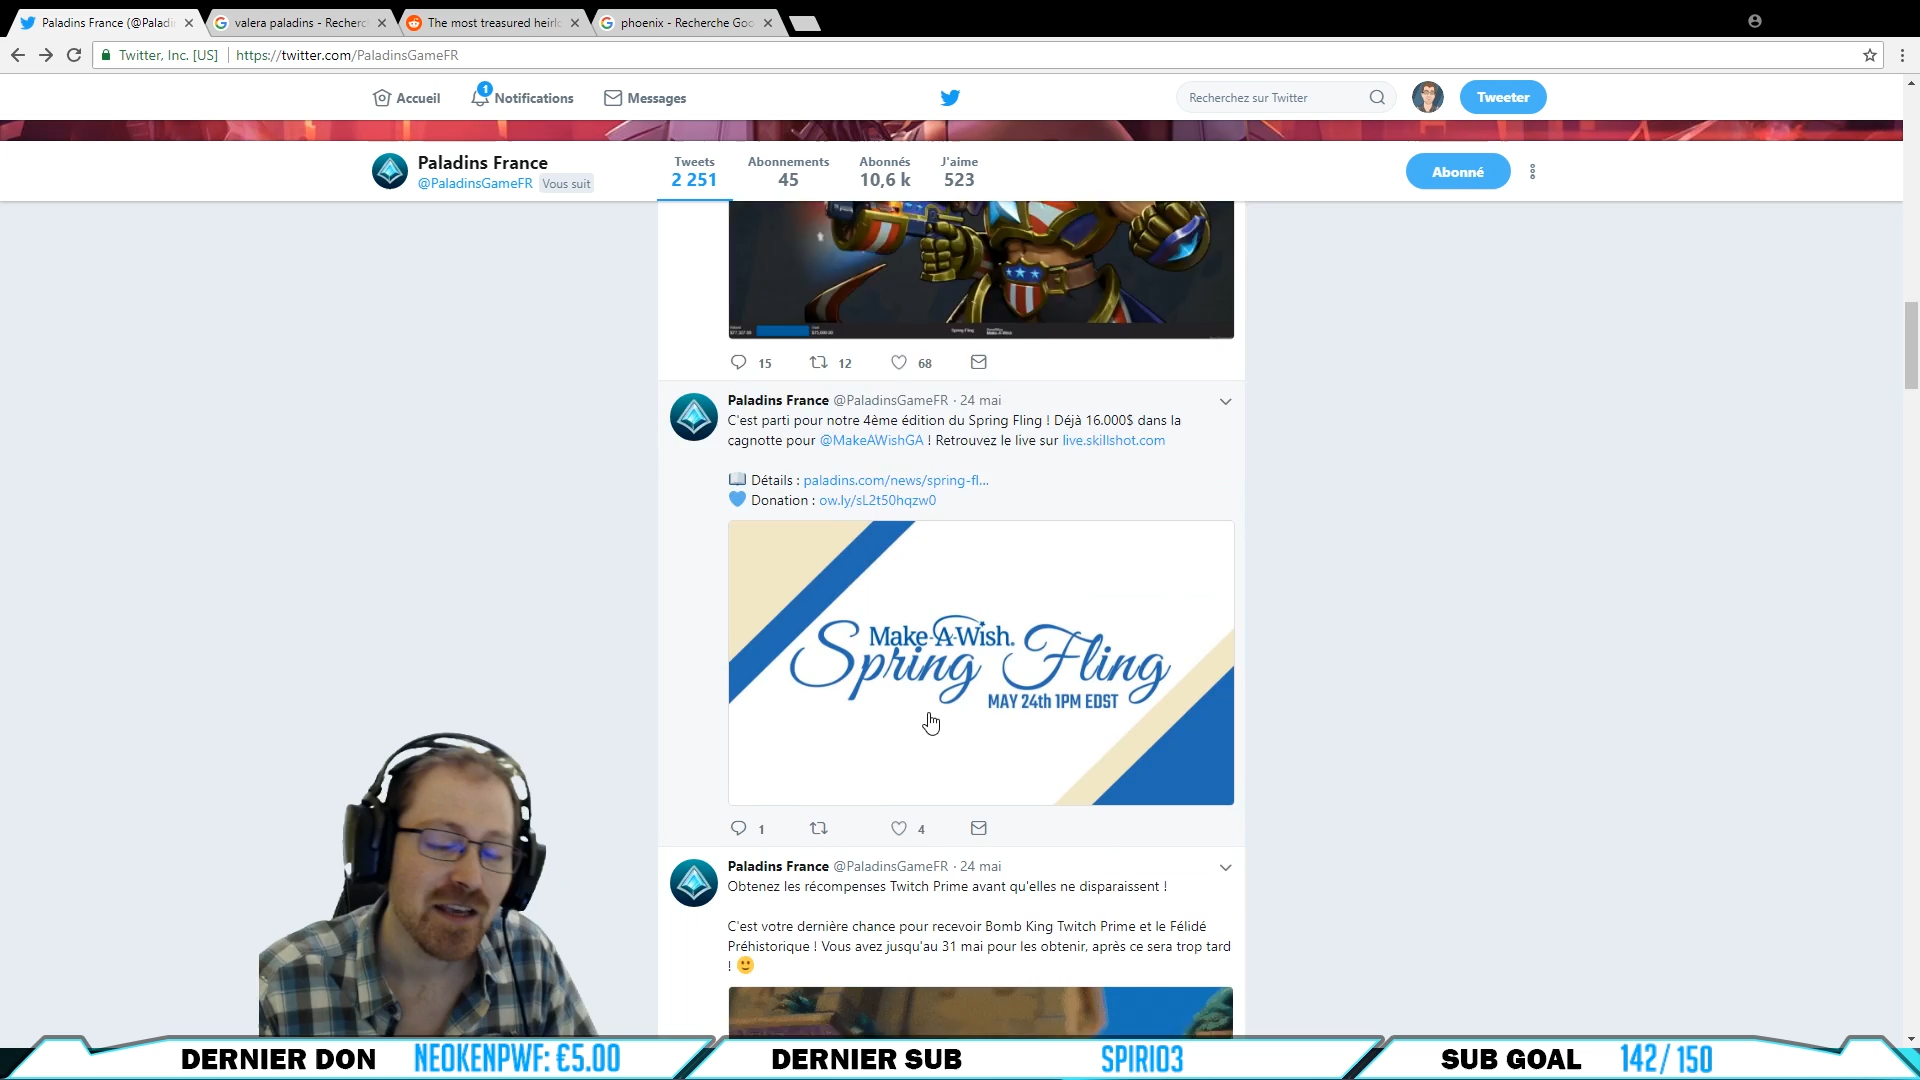 Paladins France (@Paladin
valera paladins - Recherc
The most treasured heirlo
phoenix - Recherche Goo
Twitter, Inc. [US]
https://twitter.com/PaladinsGameFR
Accueil
1
Notifications
Messages
Recherchez sur Twitter
Tweeter
Paladins France
@PaladinsGameFR
Vous suit
Tweets
2 251
Abonnements
45
Abonnés
10,6 k
J'aime
523
Abonné
15
12
68
Paladins France @PaladinsGameFR · 24 mai
C'est parti pour notre 4ème édition du Spring Fling ! Déjà 16.000$ dans la
cagnotte pour @MakeAWishGA ! Retrouvez le live sur live.skillshot.com
Détails : paladins.com/news/spring-fl...
Donation : ow.ly/sL2t50hqzw0
Make-A-Wish.
Spring Fling
MAY 24th 1PM EDST
1
4
Paladins France @PaladinsGameFR · 24 mai
Obtenez les récompenses Twitch Prime avant qu'elles ne disparaissent !
C'est votre dernière chance pour recevoir Bomb King Twitch Prime et le Félidé
Préhistorique ! Vous avez jusqu'au 31 mai pour les obtenir, après ce sera trop tard
!
DERNIER DON NEOKENPWF: €5.00
DERNIER SUB SPIRIO3
SUB GOAL 142/150